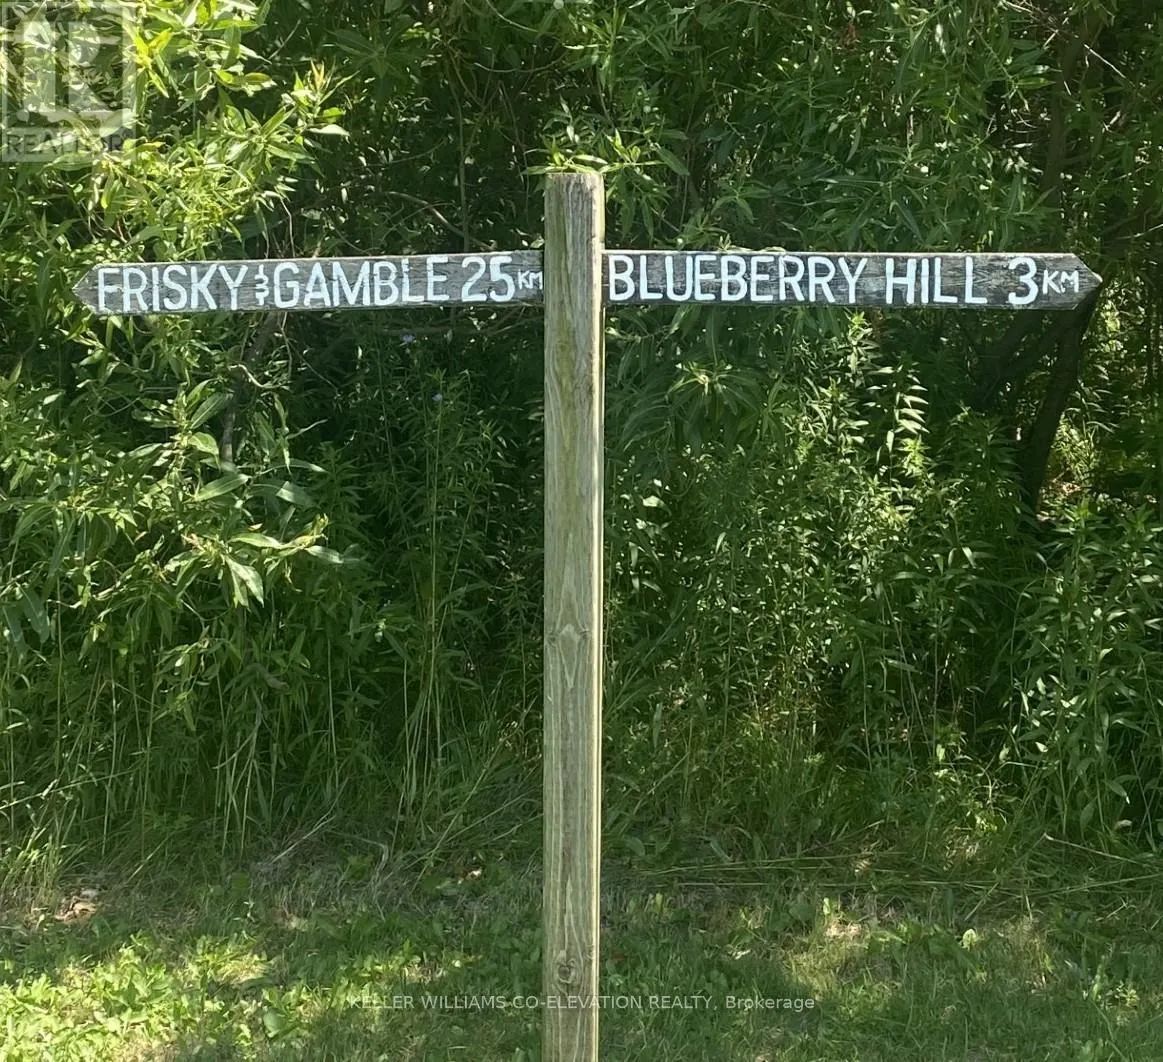 REALTOR
FRISKY & GAMBLE 25 KM
BLUEBERRY HILL 3 KM
KELLER WILLIAMS CO-ELEVATION REALTY, Brokerage